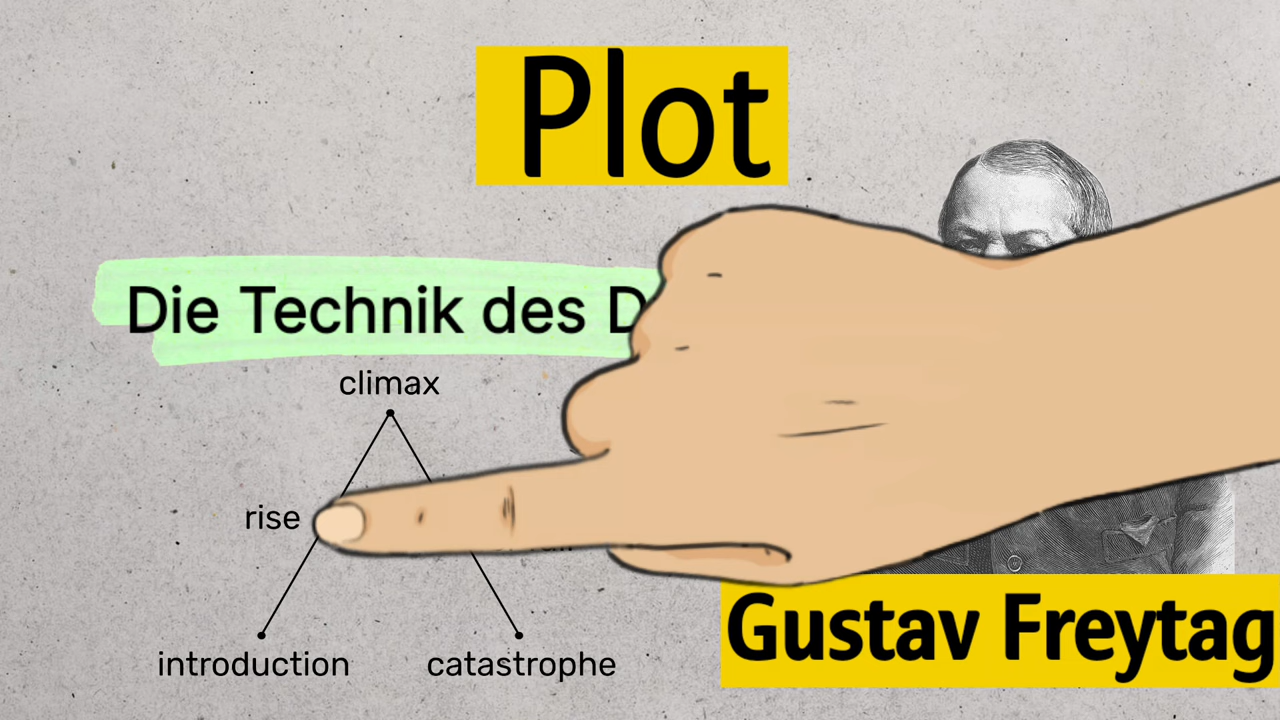 Plot
Die Technik des D
climax
rise
introduction
catastrophe
Gustav Freytag